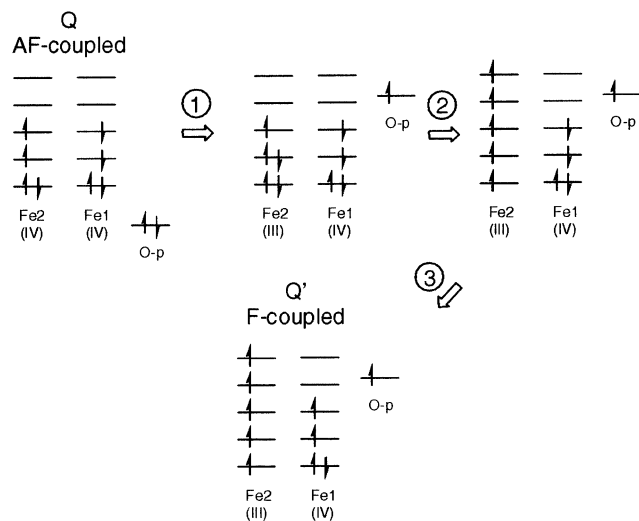 Q
AF-coupled
Fe2
(IV)
Fe1
(IV)
O-p
1
Fe2
(III)
Fe1
(IV)
O-p
2
Fe2
(III)
Fe1
(IV)
O-p
3
Q'
F-coupled
Fe2
(III)
Fe1
(IV)
O-p